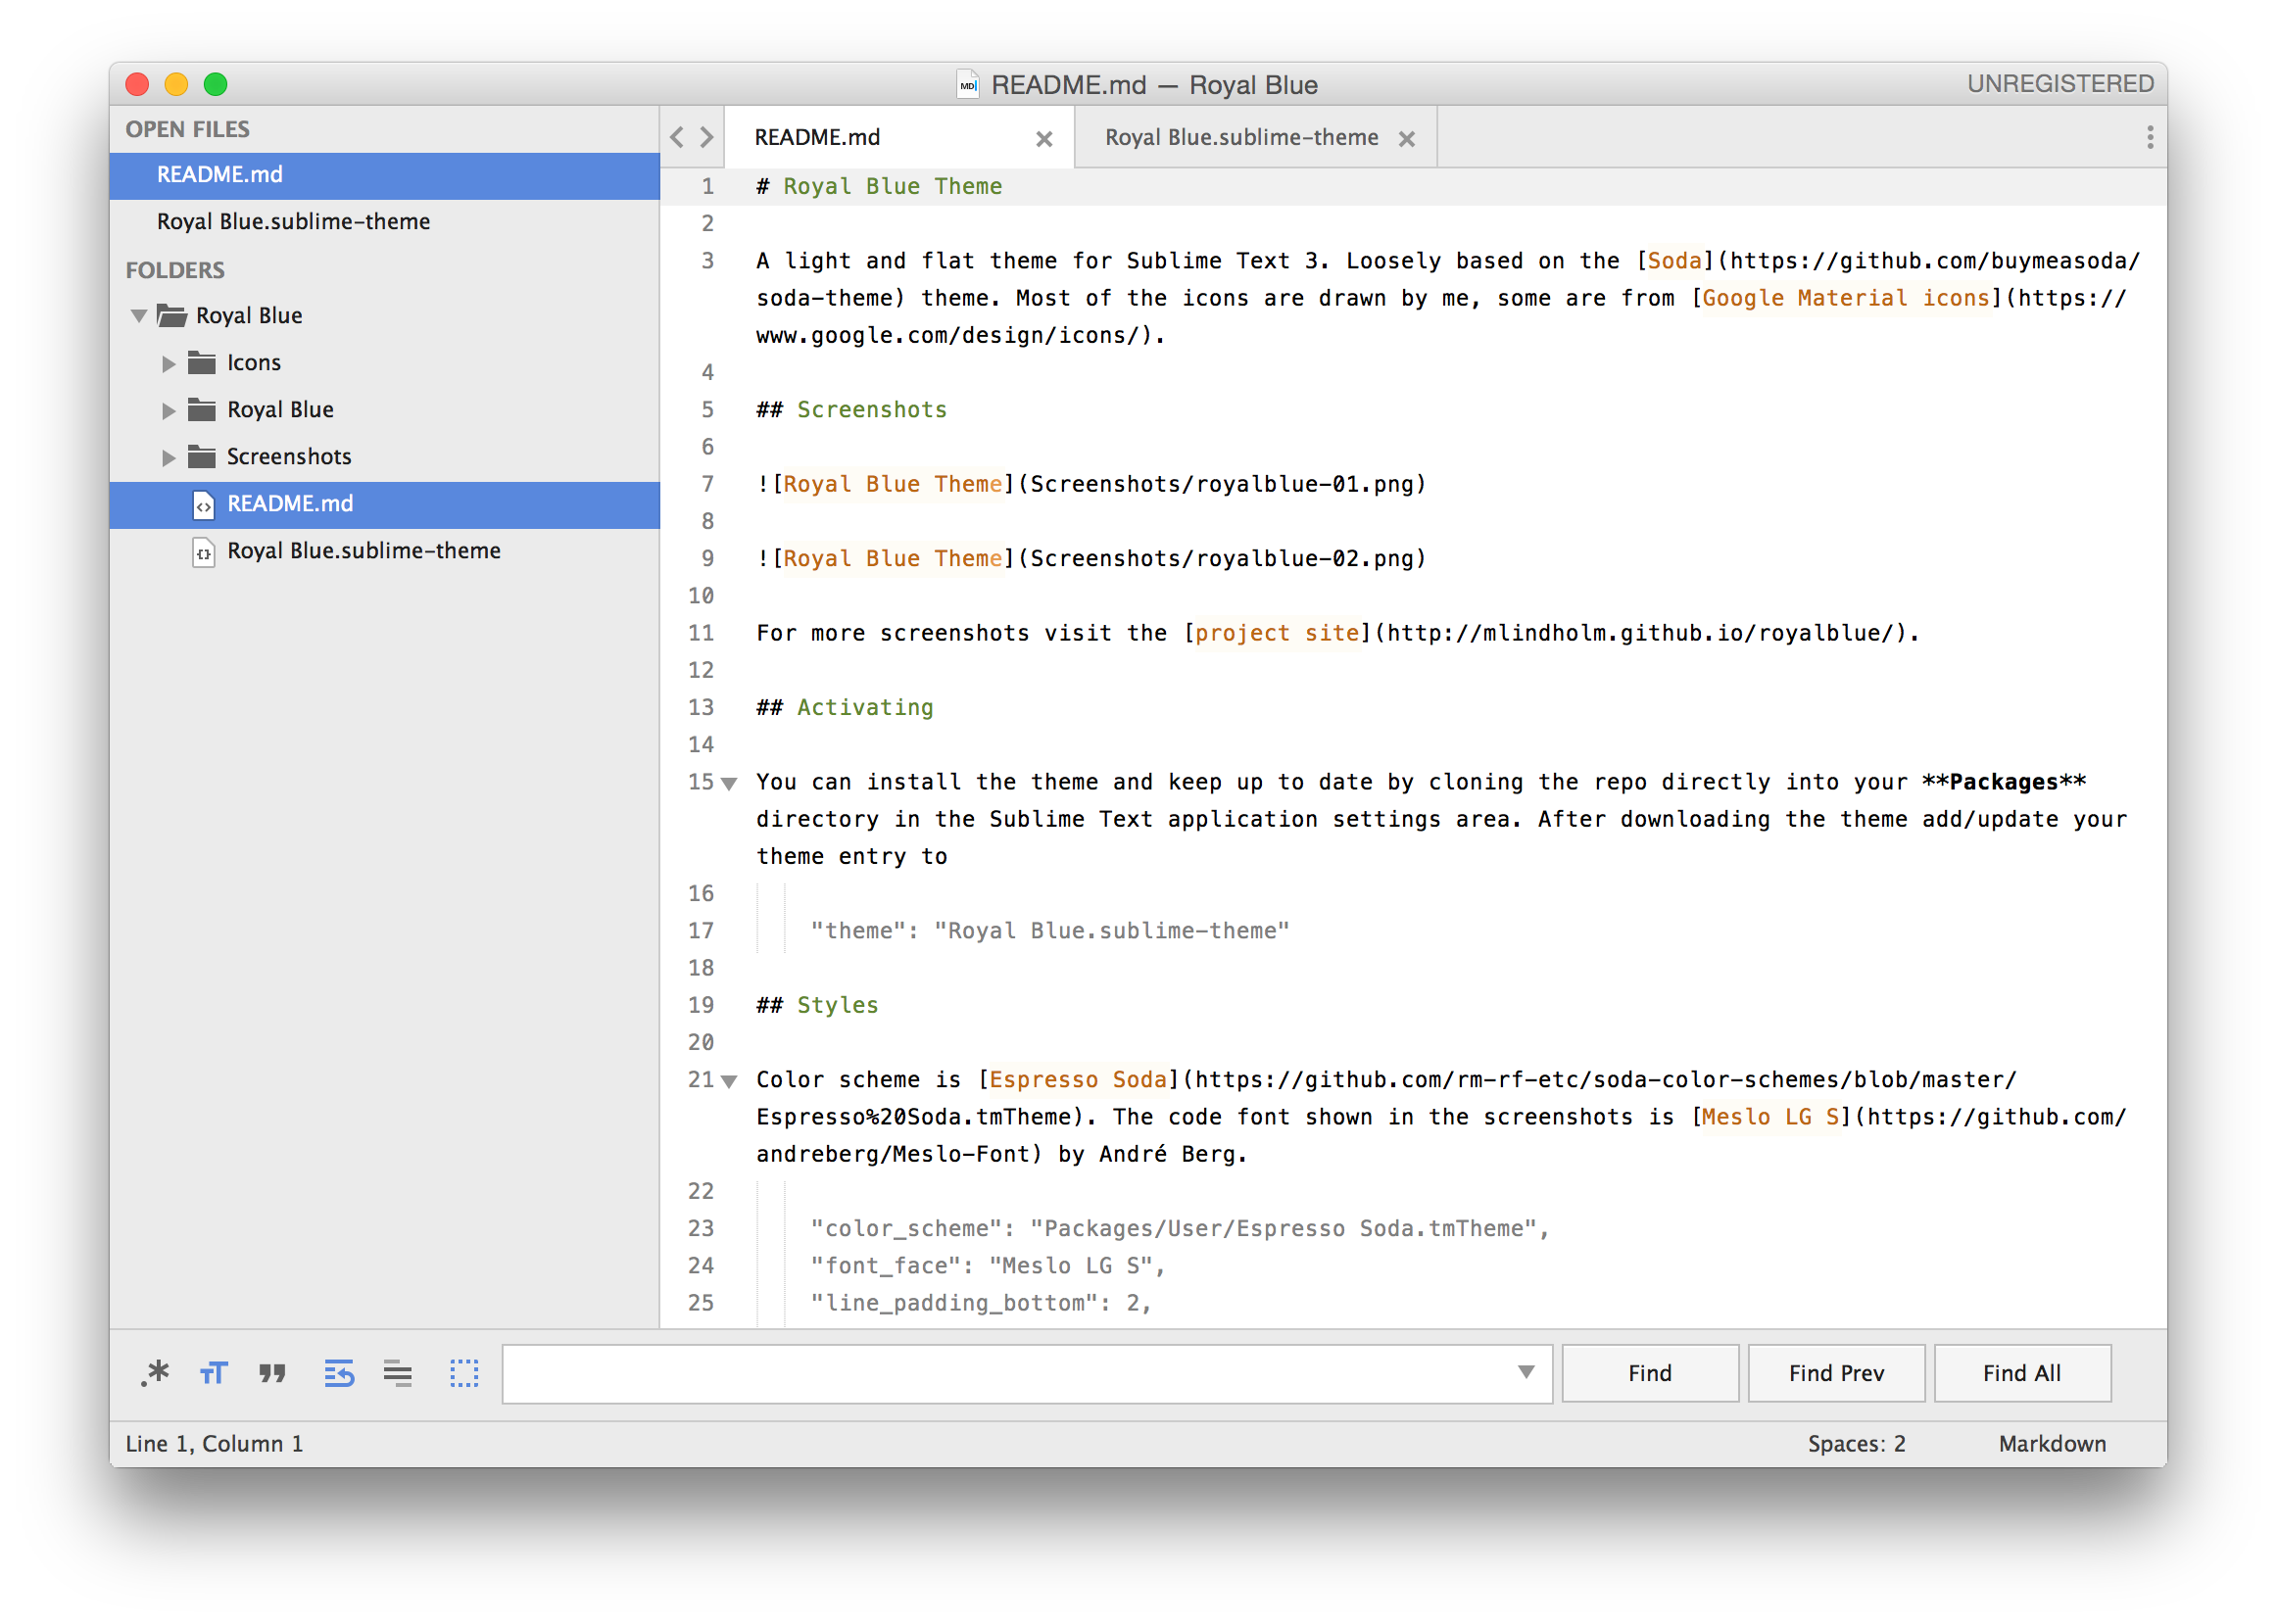 README.md — Royal Blue
UNREGISTERED
OPEN FILES
README.md
Royal Blue.sublime-theme
FOLDERS
Royal Blue
Icons
Royal Blue
Screenshots
README.md
Royal Blue.sublime-theme
README.md
Royal Blue.sublime-theme
1 # Royal Blue Theme
2
3 A light and flat theme for Sublime Text 3. Loosely based on the [Soda](https://github.com/buymeasoda/
soda-theme) theme. Most of the icons are drawn by me, some are from [Google Material icons](https://
www.google.com/design/icons/).
4
5 ## Screenshots
6
7 ![Royal Blue Theme](Screenshots/royalblue-01.png)
8
9 ![Royal Blue Theme](Screenshots/royalblue-02.png)
10
11 For more screenshots visit the [project site](http://mlindholm.github.io/royalblue/).
12
13 ## Activating
14
15 You can install the theme and keep up to date by cloning the repo directly into your **Packages**
directory in the Sublime Text application settings area. After downloading the theme add/update your
theme entry to
16
17 "theme": "Royal Blue.sublime-theme"
18
19 ## Styles
20
21 Color scheme is [Espresso Soda](https://github.com/rm-rf-etc/soda-color-schemes/blob/master/
Espresso%20Soda.tmTheme). The code font shown in the screenshots is [Meslo LG S](https://github.com/
andreberg/Meslo-Font) by André Berg.
22
23 "color_scheme": "Packages/User/Espresso Soda.tmTheme",
24 "font_face": "Meslo LG S",
25 "line_padding_bottom": 2,
Find
Find Prev
Find All
Line 1, Column 1
Spaces: 2
Markdown